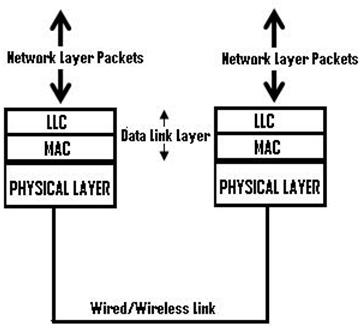 Network Layer Packets
Network Layer Packets
LLC
LLC
Data Link Layer
MAC
MAC
PHYSICAL LAYER
PHYSICAL LAYER
Wired/Wireless Link